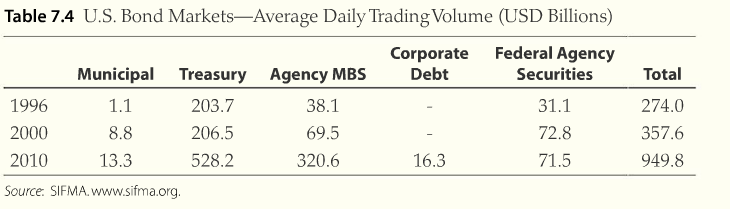 Table 7.4 U.S. Bond Markets—Average Daily Trading Volume (USD Billions)
Municipal Treasury Agency MBS Corporate Debt Federal Agency Securities Total
1996 1.1 203.7 38.1 - 31.1 274.0
2000 8.8 206.5 69.5 - 72.8 357.6
2010 13.3 528.2 320.6 16.3 71.5 949.8
Source: SIFMA. www.sifma.org.